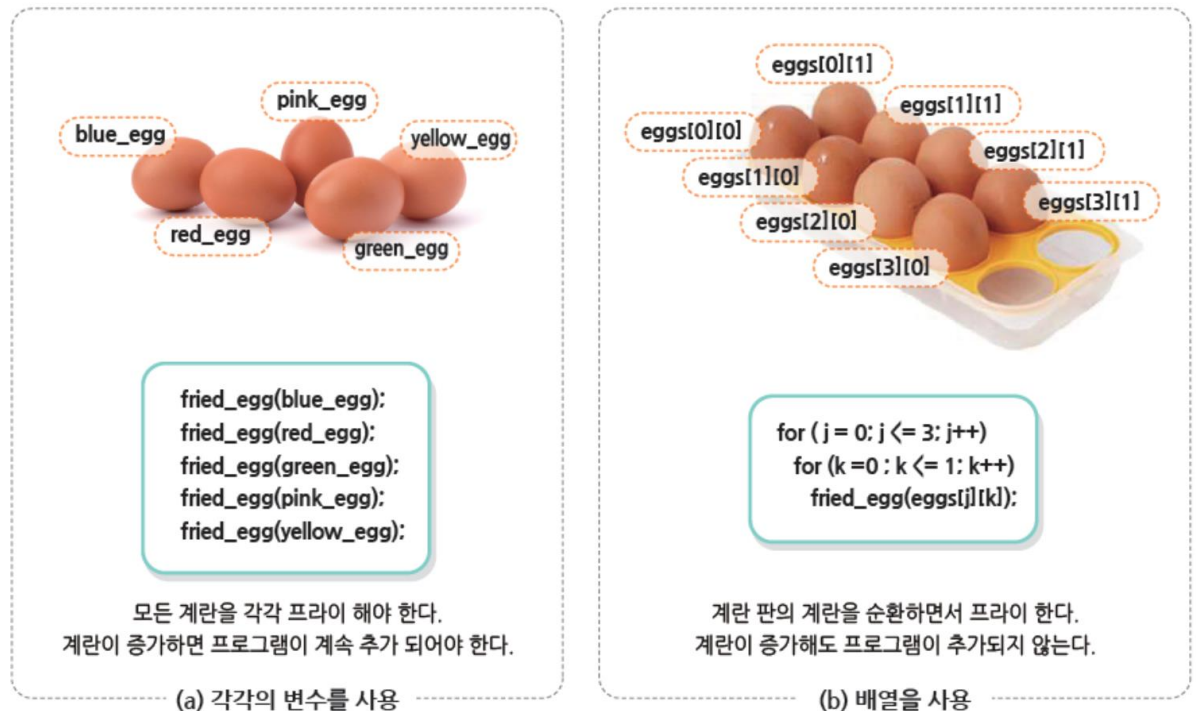 blue_egg
pink_egg
yellow_egg
red_egg
green_egg
fried_egg(blue_egg);
fried_egg(red_egg);
fried_egg(green_egg);
fried_egg(pink_egg);
fried_egg(yellow_egg);
모든 계란을 각각 프라이 해야 한다.
계란이 증가하면 프로그램이 계속 추가 되어야 한다.
(a) 각각의 변수를 사용
eggs[0][1]
eggs[0][0]
eggs[1][1]
eggs[1][0]
eggs[2][1]
eggs[2][0]
eggs[3][1]
eggs[3][0]
for ( j = 0; j <= 3; j++)
for (k =0 ; k <= 1; k++)
fried_egg(eggs[j][k]);
계란 판의 계란을 순환하면서 프라이 한다.
계란이 증가해도 프로그램이 추가되지 않는다.
(b) 배열을 사용